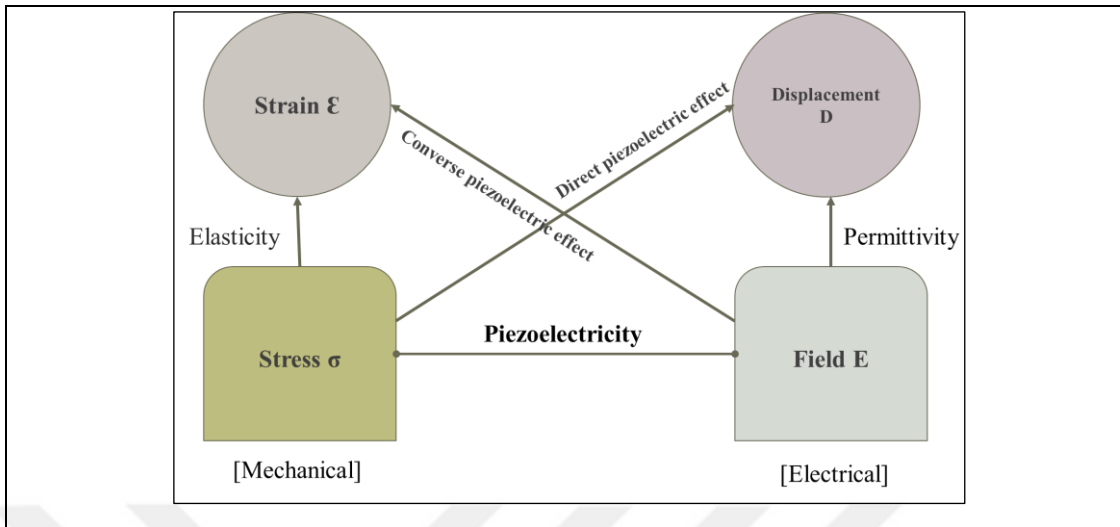 Strain Ɛ
Displacement
D
Converse piezoelectric effect
Direct piezoelectric effect
Elasticity
Permittivity
Piezoelectricity
Stress σ
Field E
[Mechanical]
[Electrical]